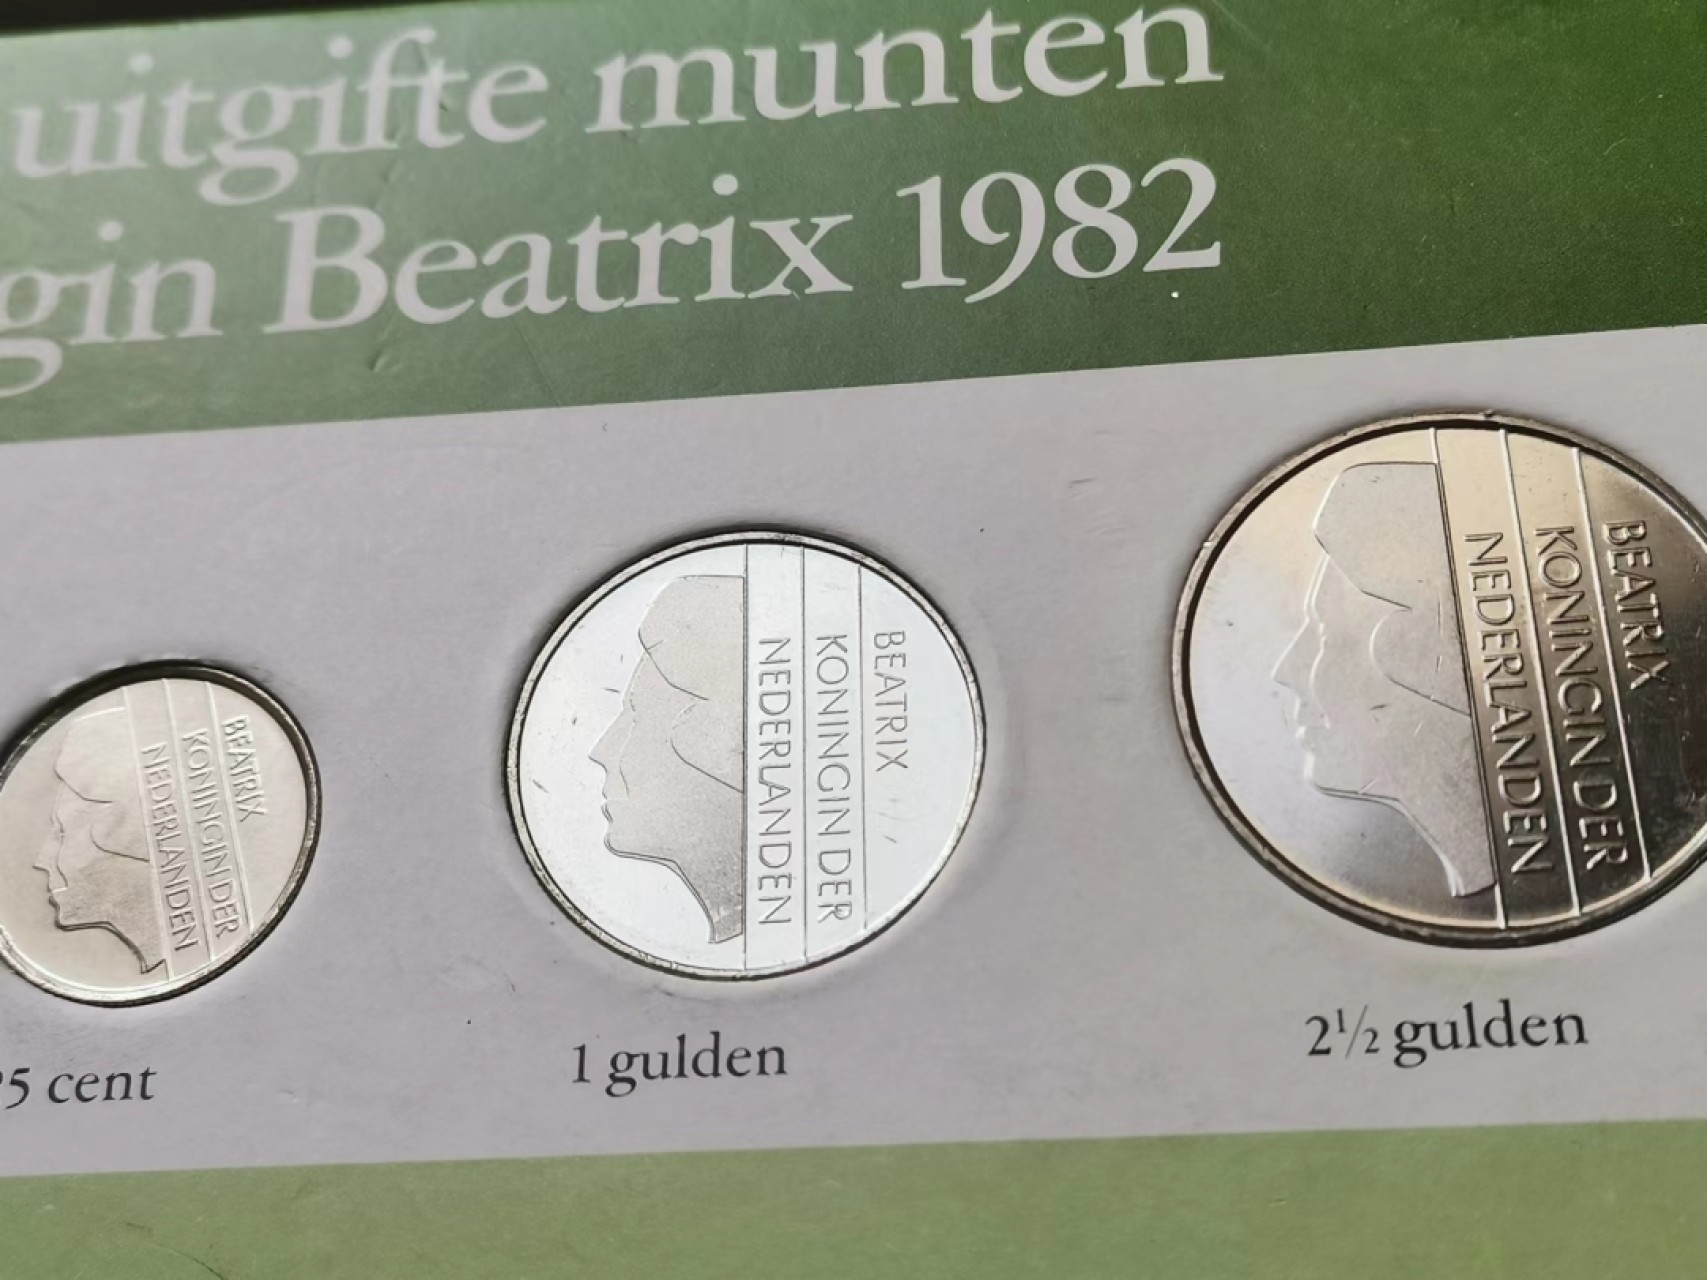 uitgifte munten
gin Beatrix 1982
BEATRIX
KONINGIN DER
NEDERLANDEN
BEATRIX
KONINGIN DER
NEDERLANDEN
BEATRIX
KONINGIN DER
NEDERLANDEN
5 cent
1 gulden
2½ gulden